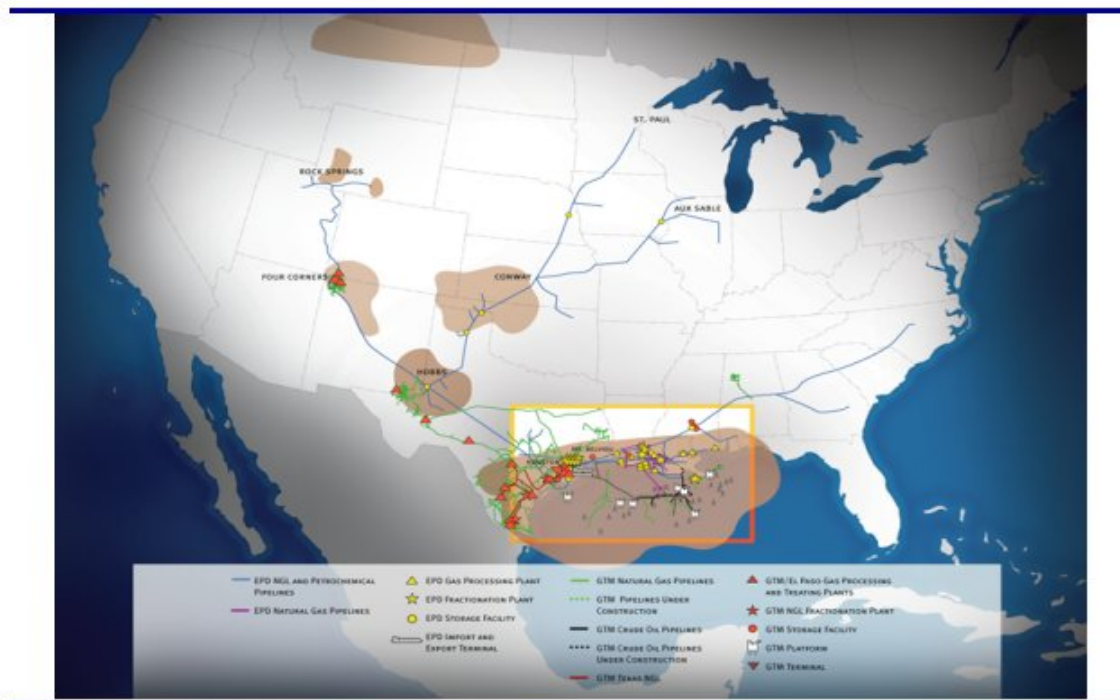 ST. PAUL
ROCK SPRINGS
AUX SABLE
FOUR CORNERS
CONWAY
HOBBS
MT. BELVIEU
EPD NGL AND PETROCHEMICAL
PIPELINES
EPD NATURAL GAS PIPELINES
EPD GAS PROCESSING PLANT
EPD FRACTIONATION PLANT
EPD STORAGE FACILITY
EPD IMPORT AND
EXPORT TERMINAL
GTM NATURAL GAS PIPELINES
GTM PIPELINES UNDER
CONSTRUCTION
GTM CRUDE OIL PIPELINES
GTM CRUDE OIL PIPELINES
UNDER CONSTRUCTION
GTM TEXAS NGL
GTM/EL PASO GAS PROCESSING
AND TREATING PLANTS
GTM NGL FRACTIONATION PLANT
GTM STORAGE FACILITY
GTM PLATFORM
GTM TERMINAL